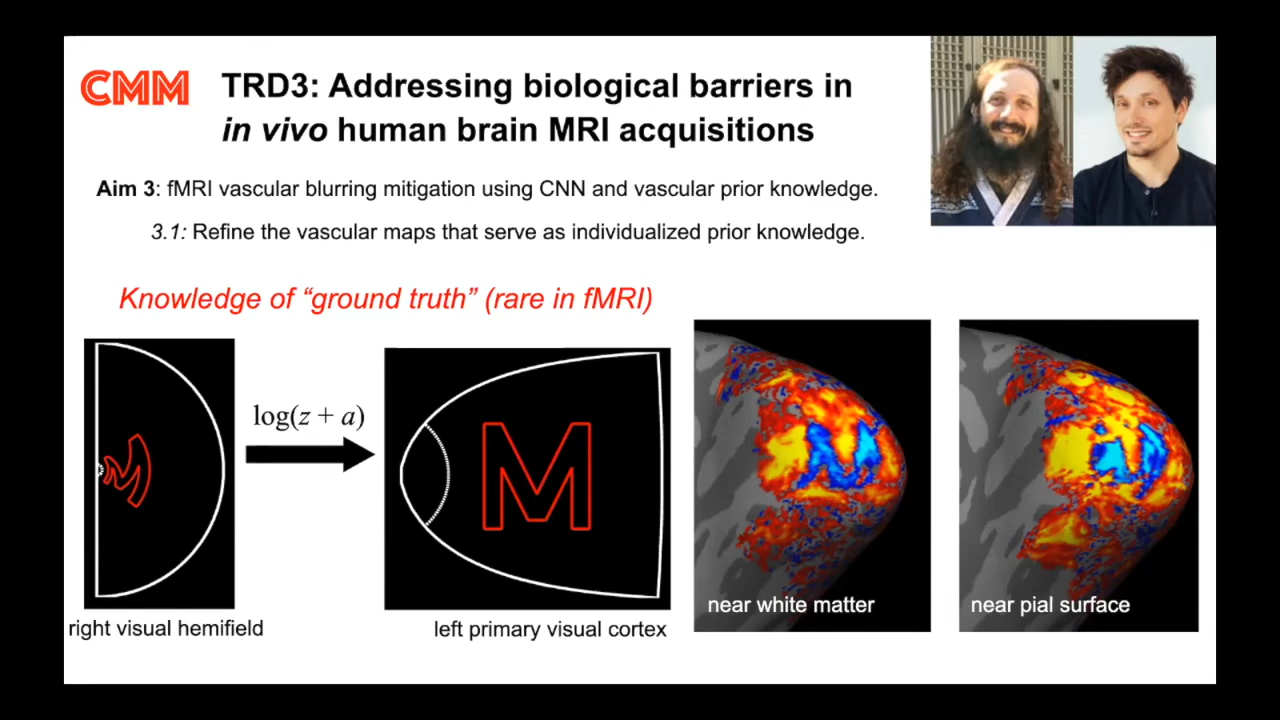 CMM
TRD3: Addressing biological barriers in
in vivo human brain MRI acquisitions
Aim 3: fMRI vascular blurring mitigation using CNN and vascular prior knowledge.
3.1: Refine the vascular maps that serve as individualized prior knowledge.
Knowledge of “ground truth” (rare in fMRI)
log(z + a)
M
M
near white matter
near pial surface
right visual hemifield
left primary visual cortex